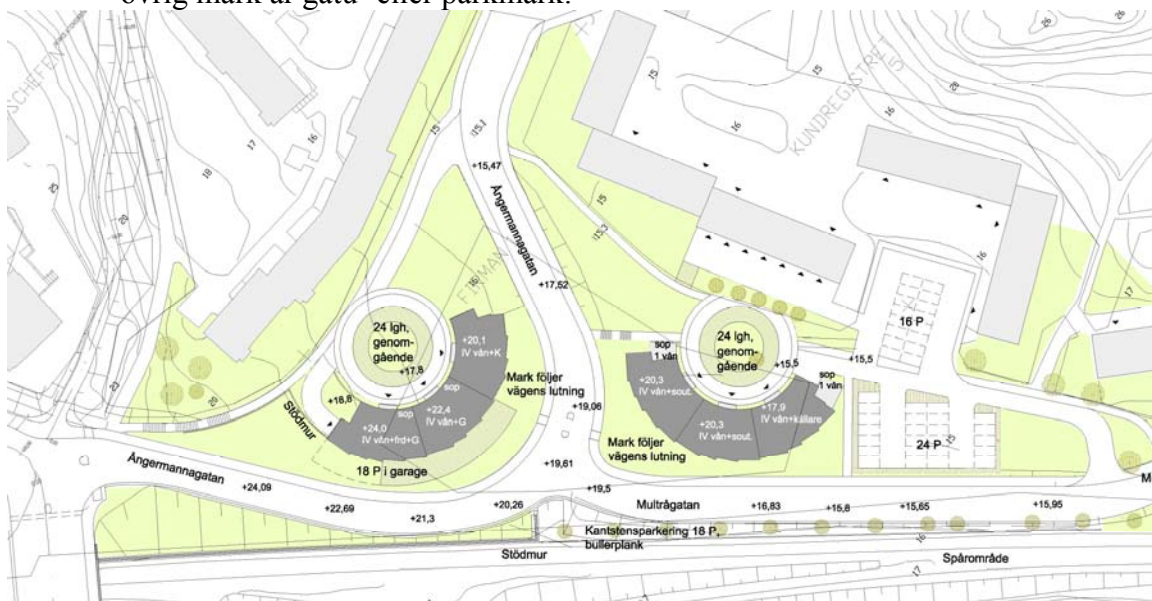 övrig mark är gatu- eller parkmark.
KUNDREGISTRET
FIRMAN
Ångermannagatan
+15,47
+17,52
24 lgh,
genom-
gående
+17,8
+18,8
+20,1
IV vån+K
sop
sop
+22,4
IV vån+G
+24,0
IV vån+frd+G
18 P i garage
Stödmur
Mark följer
vägens lutning
+19,06
+19,61
+19,5
sop
1 vån
24 lgh,
genom-
gående
+15,5
+15,5
sop
1 vån
+20,3
IV vån+sout.
+20,3
IV vån+sout.
+17,9
IV vån+källare
Mark följer
vägens lutning
16 P
24 P
Ångermannagatan
+24,09
+22,69
+21,3
+20,26
Multrågatan
+16,83
+15,8
+15,65
+15,95
Kantstensparkering 18 P,
bullerplank
Stödmur
Spårområde